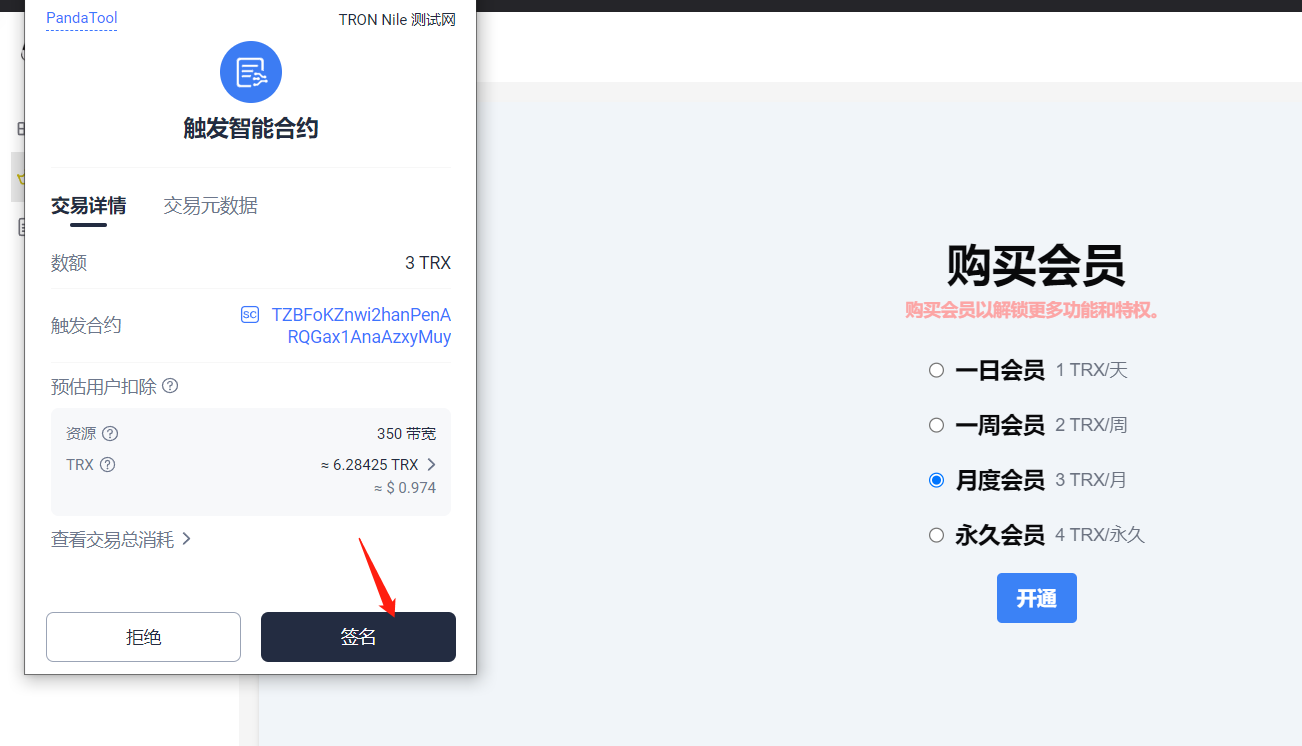 PandaTool
TRON Nile 测试网
触发智能合约
交易详情 交易元数据
数额 3 TRX
触发合约 SC TZBFoKZnwi2hanPenA
RQGax1AnaAzxyMuy
预估用户扣除 ?
资源 ? 350 带宽
TRX ? ≈ 6.28425 TRX
≈ $ 0.974
查看交易总消耗
拒绝 签名
购买会员
购买会员以解锁更多功能和特权。
一日会员 1 TRX/天
一周会员 2 TRX/周
月度会员 3 TRX/月
永久会员 4 TRX/永久
开通